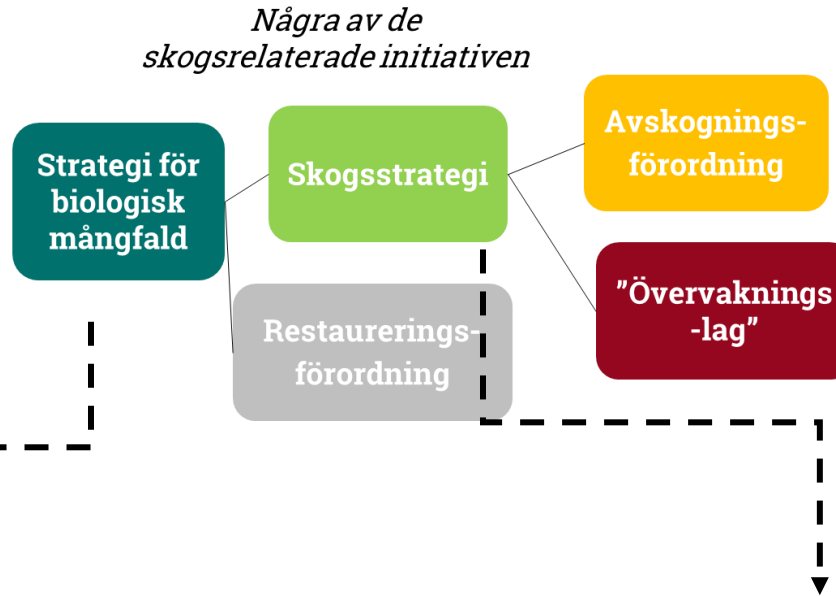 Några av de
skogsrelaterade initiativen
Strategi för
biologisk
mångfald
Skogsstrategi
Avskognings-
förordning
Restaurerings-
förordning
”Övervaknings
-lag”